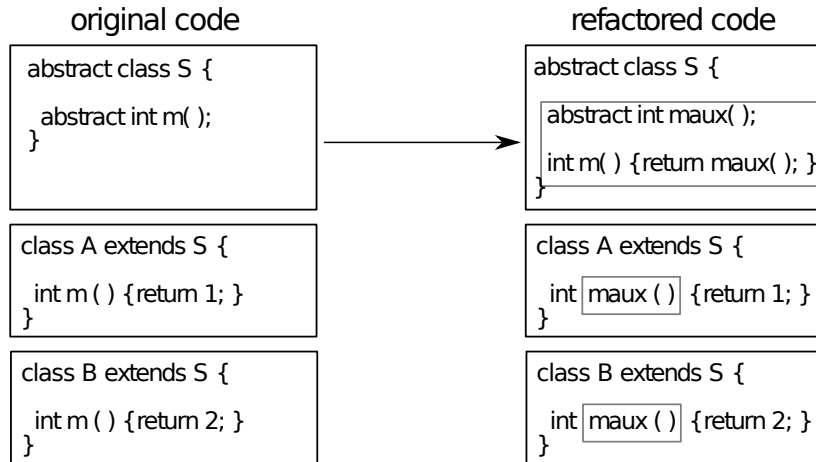 original code
abstract class S {
abstract int m( );
}
class A extends S {
int m ( ) {return 1; }
}
class B extends S {
int m ( ) {return 2; }
}
refactored code
abstract class S {
abstract int maux( );
int m( ) {return maux( ); }
}
class A extends S {
int maux ( ) {return 1; }
}
class B extends S {
int maux ( ) {return 2; }
}